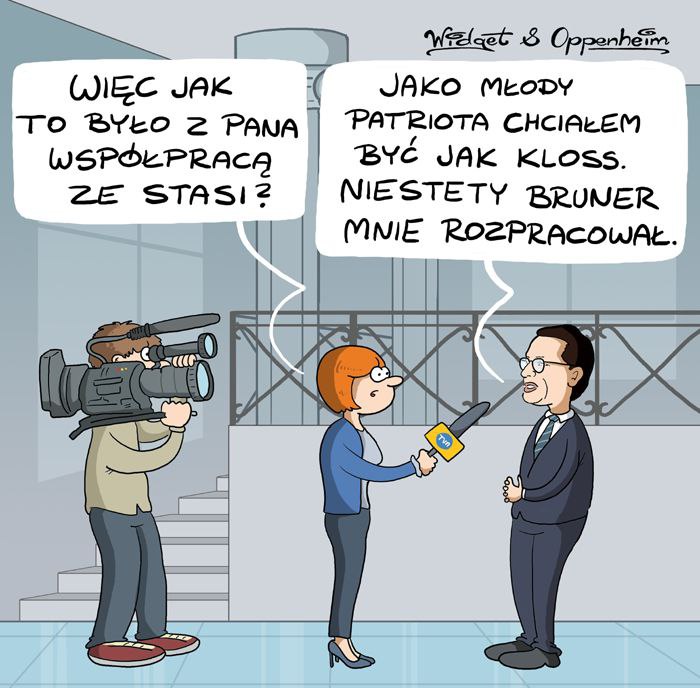 Widget & Oppenheim
WIĘC JAK
TO BYŁO Z PANA
WSPÓŁPRACĄ
ZE STASI?
JAKO MŁODY
PATRIOTA CHCIAŁEM
BYĆ JAK KLOSS.
NIESTETY BRUNER
MNIE ROZPRACOWAŁ.
tvn